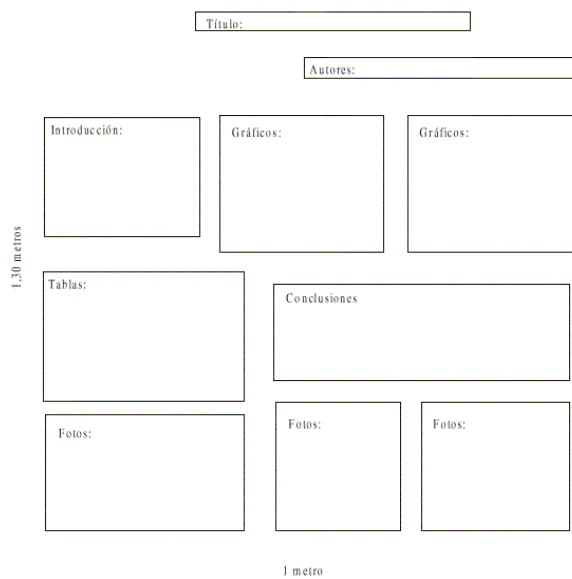 Título:
Autores:
Introducción:
Gráficos:
Gráficos:
1,30 metros
Tablas:
Conclusiones
Fotos:
Fotos:
Fotos:
1 metro